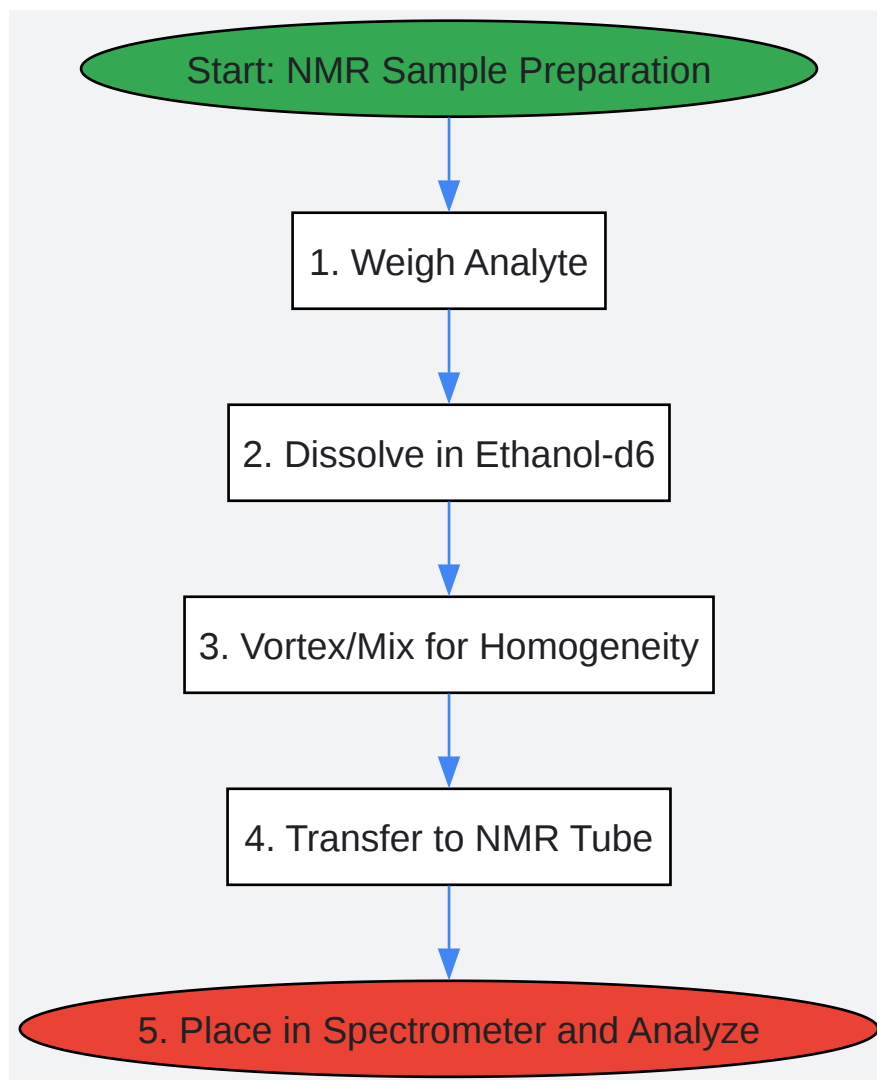 Start: NMR Sample Preparation
1. Weigh Analyte
2. Dissolve in Ethanol-d6
3. Vortex/Mix for Homogeneity
4. Transfer to NMR Tube
5. Place in Spectrometer and Analyze